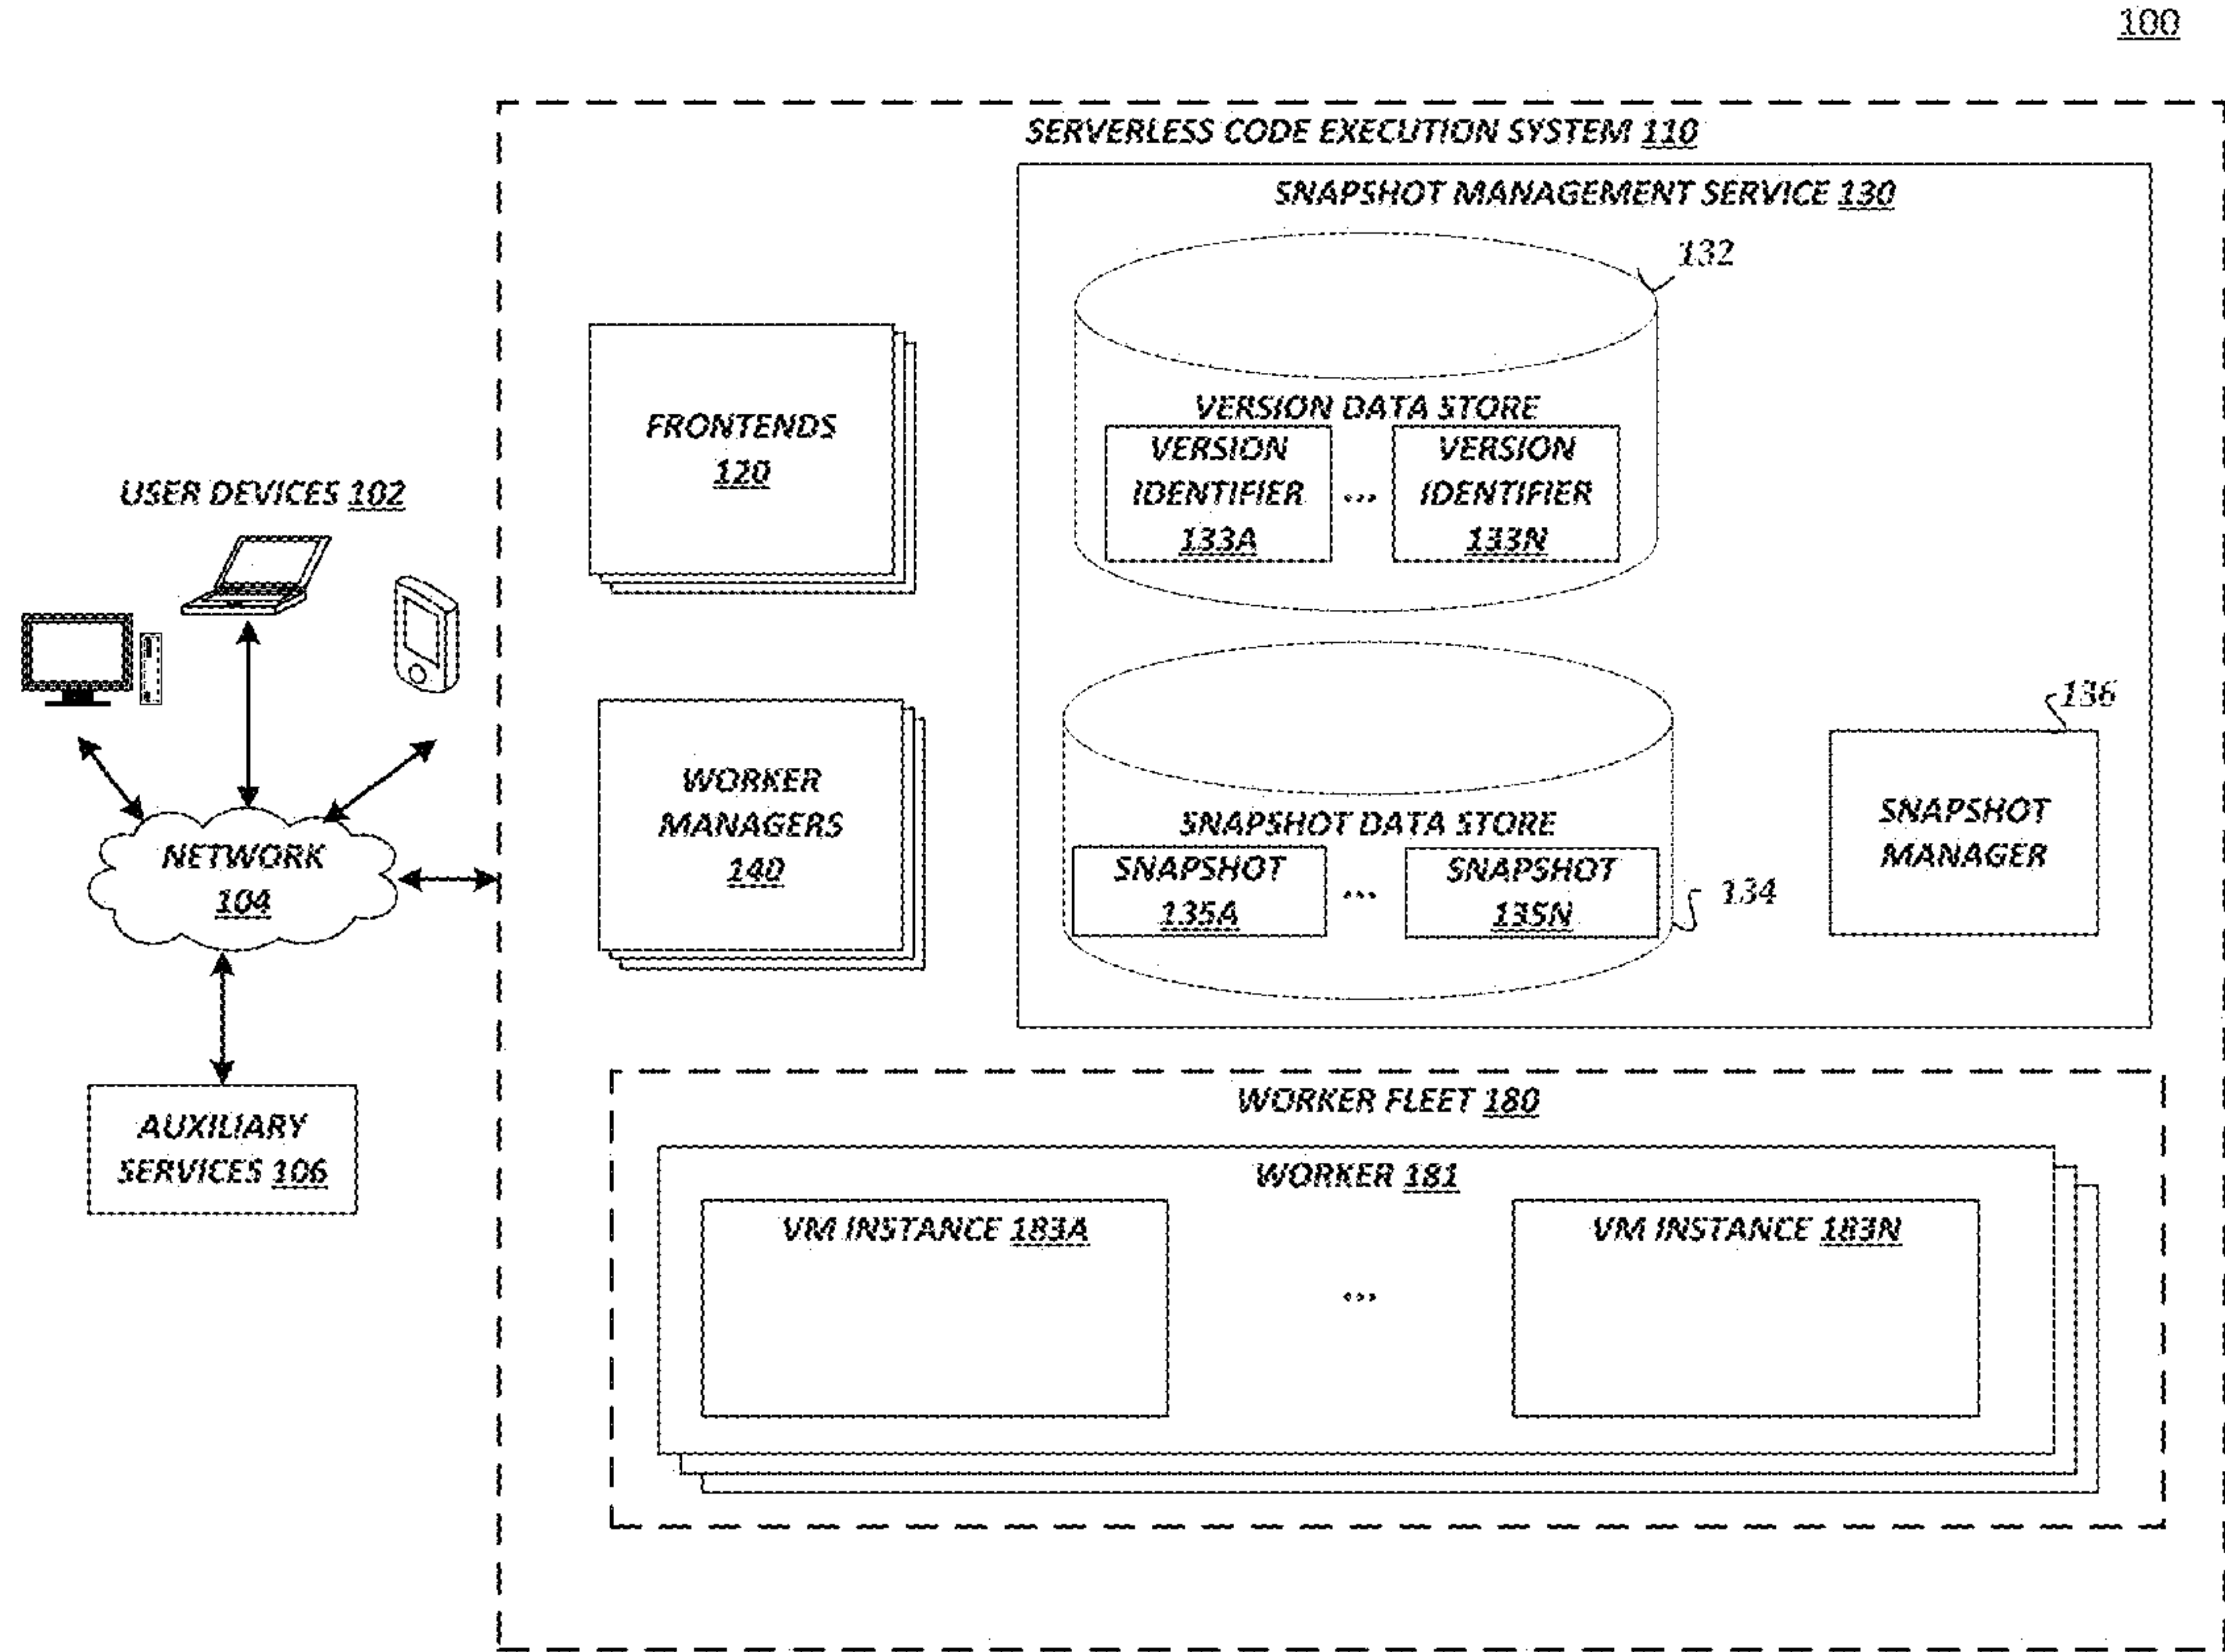 100
SERVERLESS CODE EXECUTION SYSTEM 110
SNAPSHOT MANAGEMENT SERVICE 130
132
VERSION DATA STORE
VERSION
IDENTIFIER
133A
...
VERSION
IDENTIFIER
133N
FRONTENDS
120
USER DEVICES 102
136
WORKER
MANAGERS
140
SNAPSHOT DATA STORE
SNAPSHOT
135A
...
SNAPSHOT
135N
134
SNAPSHOT
MANAGER
NETWORK
104
AUXILIARY
SERVICES 106
WORKER FLEET 180
WORKER 181
VM INSTANCE 183A
...
VM INSTANCE 183N